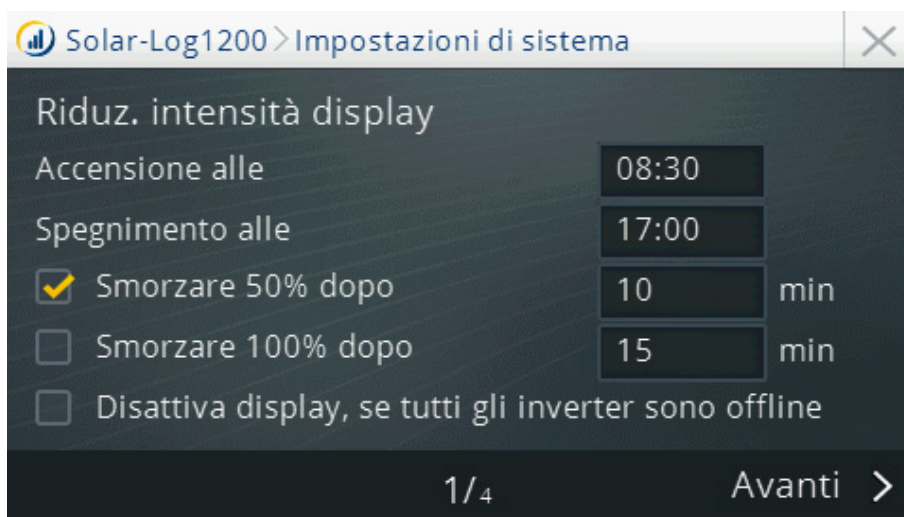 Solar-Log1200 > Impostazioni di sistema
Riduz. intensità display
Accensione alle 08:30
Spegnimento alle 17:00
Smorzare 50% dopo 10 min
Smorzare 100% dopo 15 min
Disattiva display, se tutti gli inverter sono offline
1/4 Avanti >